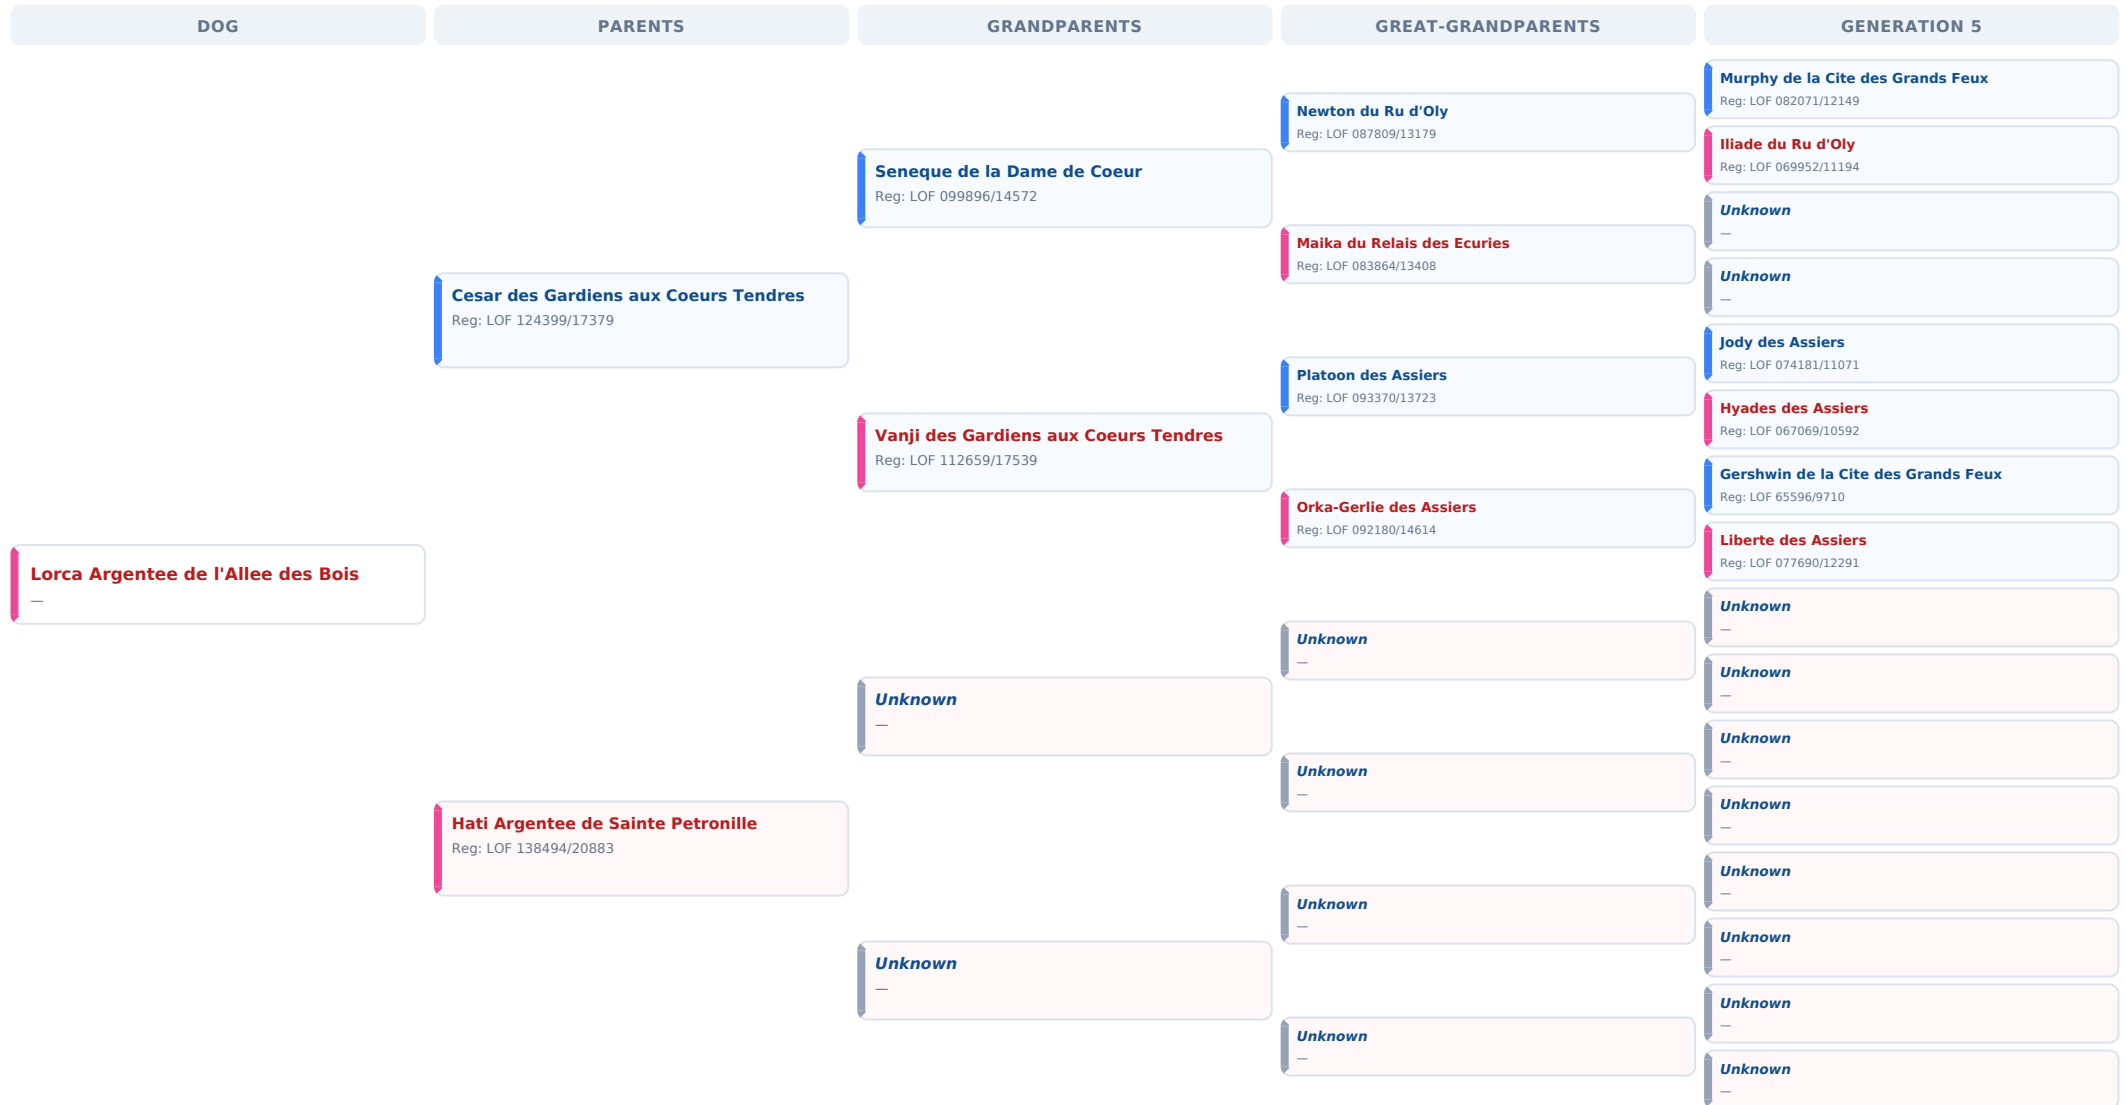 DOG
PARENTS
GRANDPARENTS
GREAT-GRANDPARENTS
GENERATION 5
Lorca Argentee de l'Allee des Bois
—
Cesar des Gardiens aux Coeurs Tendres
Reg: LOF 124399/17379
Hati Argentee de Sainte Petronille
Reg: LOF 138494/20883
Seneque de la Dame de Coeur
Reg: LOF 099896/14572
Vanji des Gardiens aux Coeurs Tendres
Reg: LOF 112659/17539
Unknown
—
Unknown
—
Newton du Ru d'Oly
Reg: LOF 087809/13179
Maika du Relais des Ecuries
Reg: LOF 083864/13408
Platoon des Assiers
Reg: LOF 093370/13723
Orka-Gerlie des Assiers
Reg: LOF 092180/14614
Unknown
—
Unknown
—
Unknown
—
Unknown
—
Murphy de la Cite des Grands Feux
Reg: LOF 082071/12149
Iliade du Ru d'Oly
Reg: LOF 069952/11194
Unknown
—
Unknown
—
Jody des Assiers
Reg: LOF 074181/11071
Hyades des Assiers
Reg: LOF 067069/10592
Gershwin de la Cite des Grands Feux
Reg: LOF 65596/9710
Liberte des Assiers
Reg: LOF 077690/12291
Unknown
—
Unknown
—
Unknown
—
Unknown
—
Unknown
—
Unknown
—
Unknown
—
Unknown
—